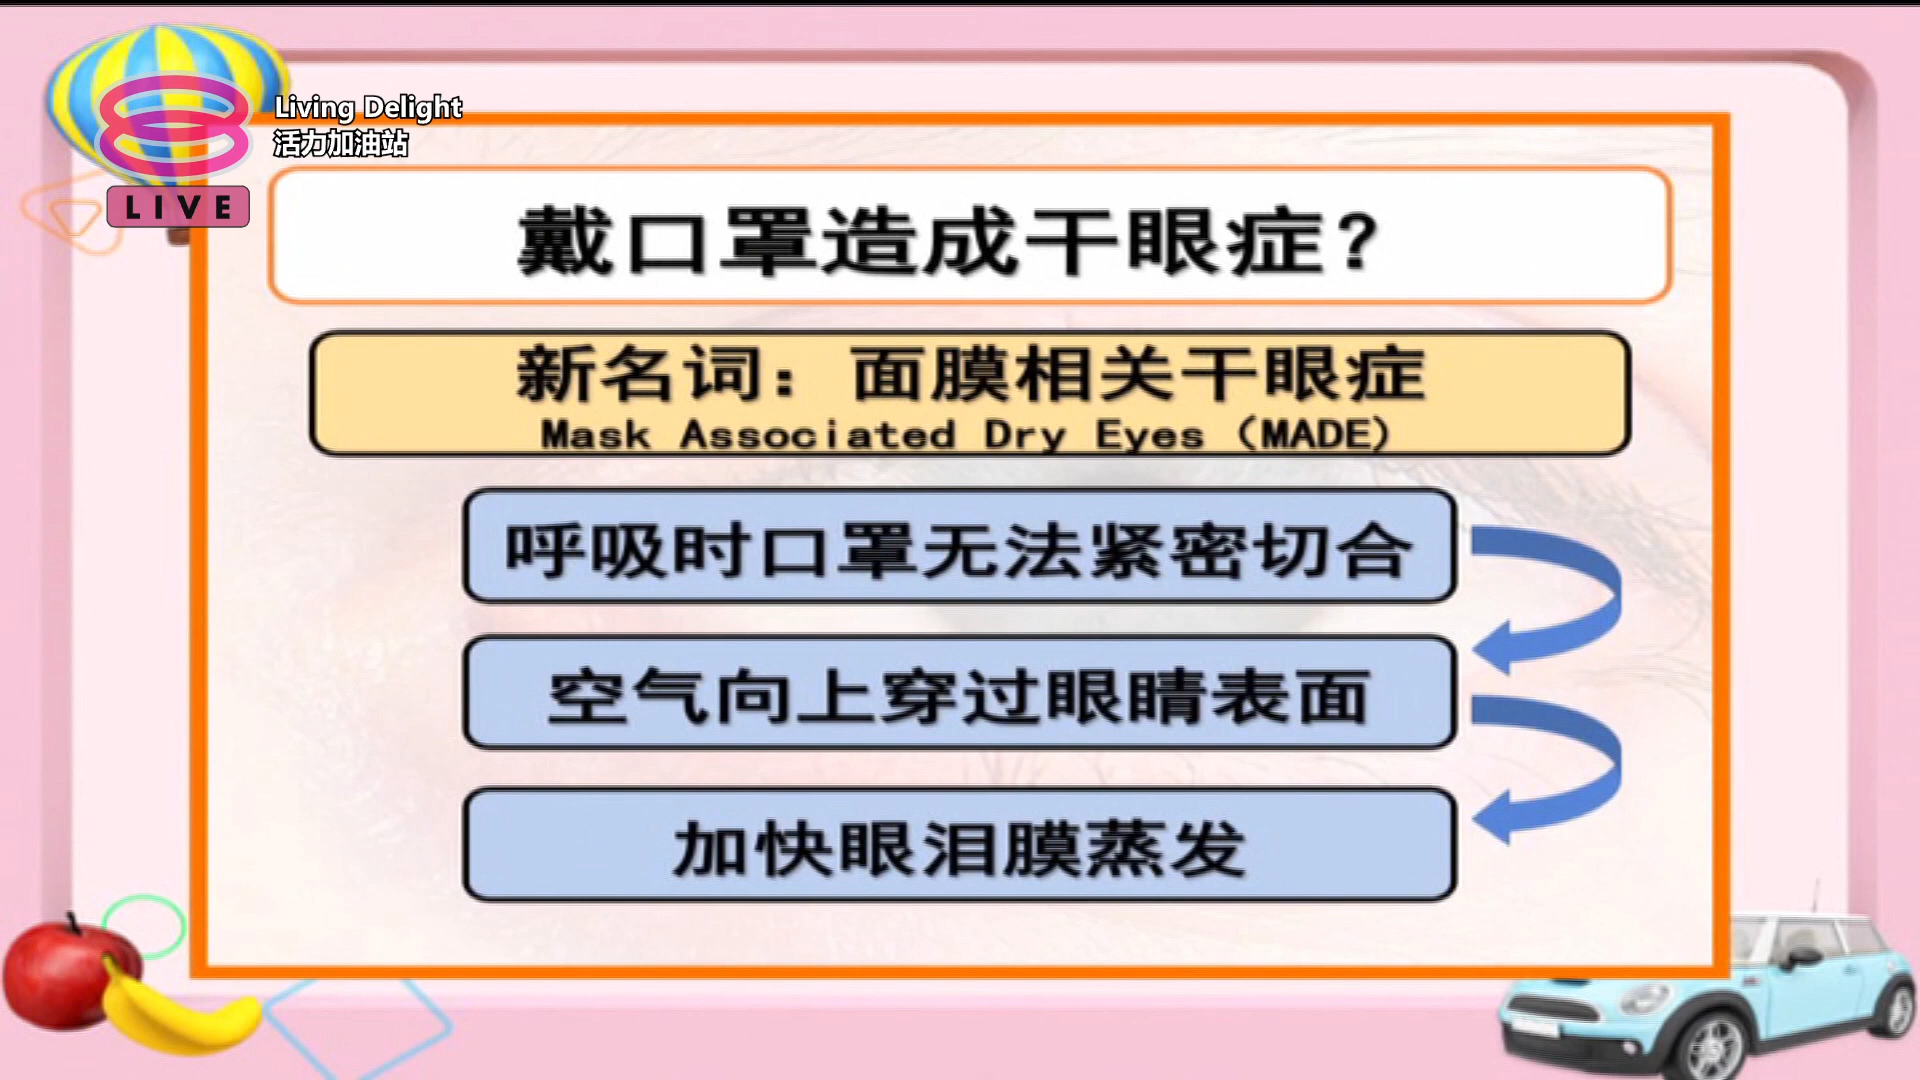 Living Delight
活力加油站
LIVE
戴口罩造成干眼症？
新名词：面膜相关干眼症
Mask Associated Dry Eyes（MADE）
呼吸时口罩无法紧密切合
空气向上穿过眼睛表面
加快眼泪膜蒸发